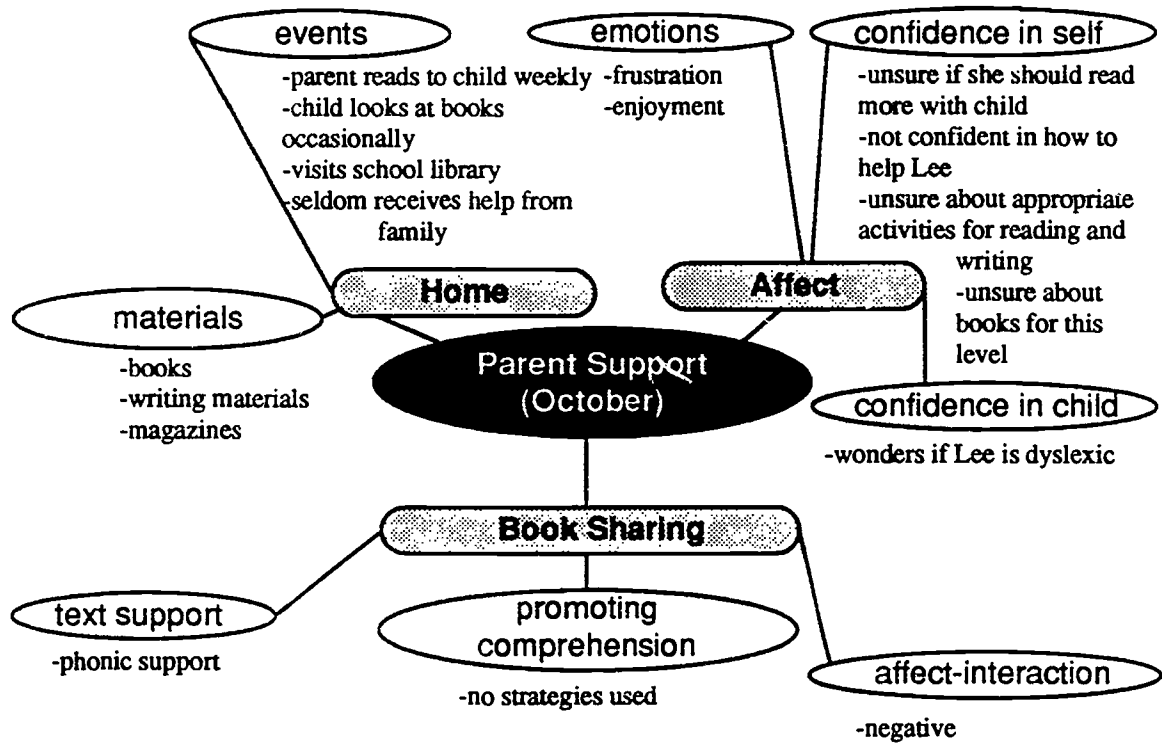 events
-parent reads to child weekly
-child looks at books
occasionally
-visits school library
-seldom receives help from
family
emotions
-frustration
-enjoyment
confidence in self
-unsure if she should read
more with child
-not confident in how to
help Lee
-unsure about appropriate
activities for reading and
writing
-unsure about
books for this
level
Home
Affect
materials
-books
-writing materials
-magazines
Parent Support
(October)
confidence in child
-wonders if Lee is dyslexic
Book Sharing
text support
-phonic support
promoting
comprehension
-no strategies used
affect-interaction
-negative